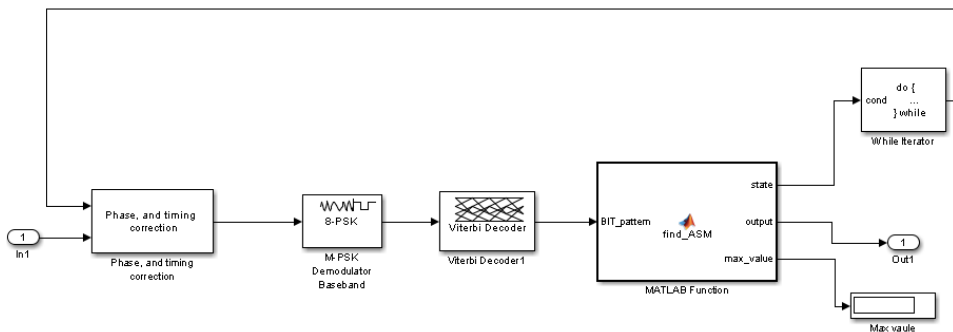 do {
cond
...
} while
While Iterator
state
Phase, and timing
correction
8-PSK
Viterbi Decoder
BIT_pattern
find_ASM
output
1
In1
1
Out1
Phase, and timing
correction
M-PSK
Demodulator
Baseband
Viterbi Decoder1
max_value
MATLAB Function
Max vaule